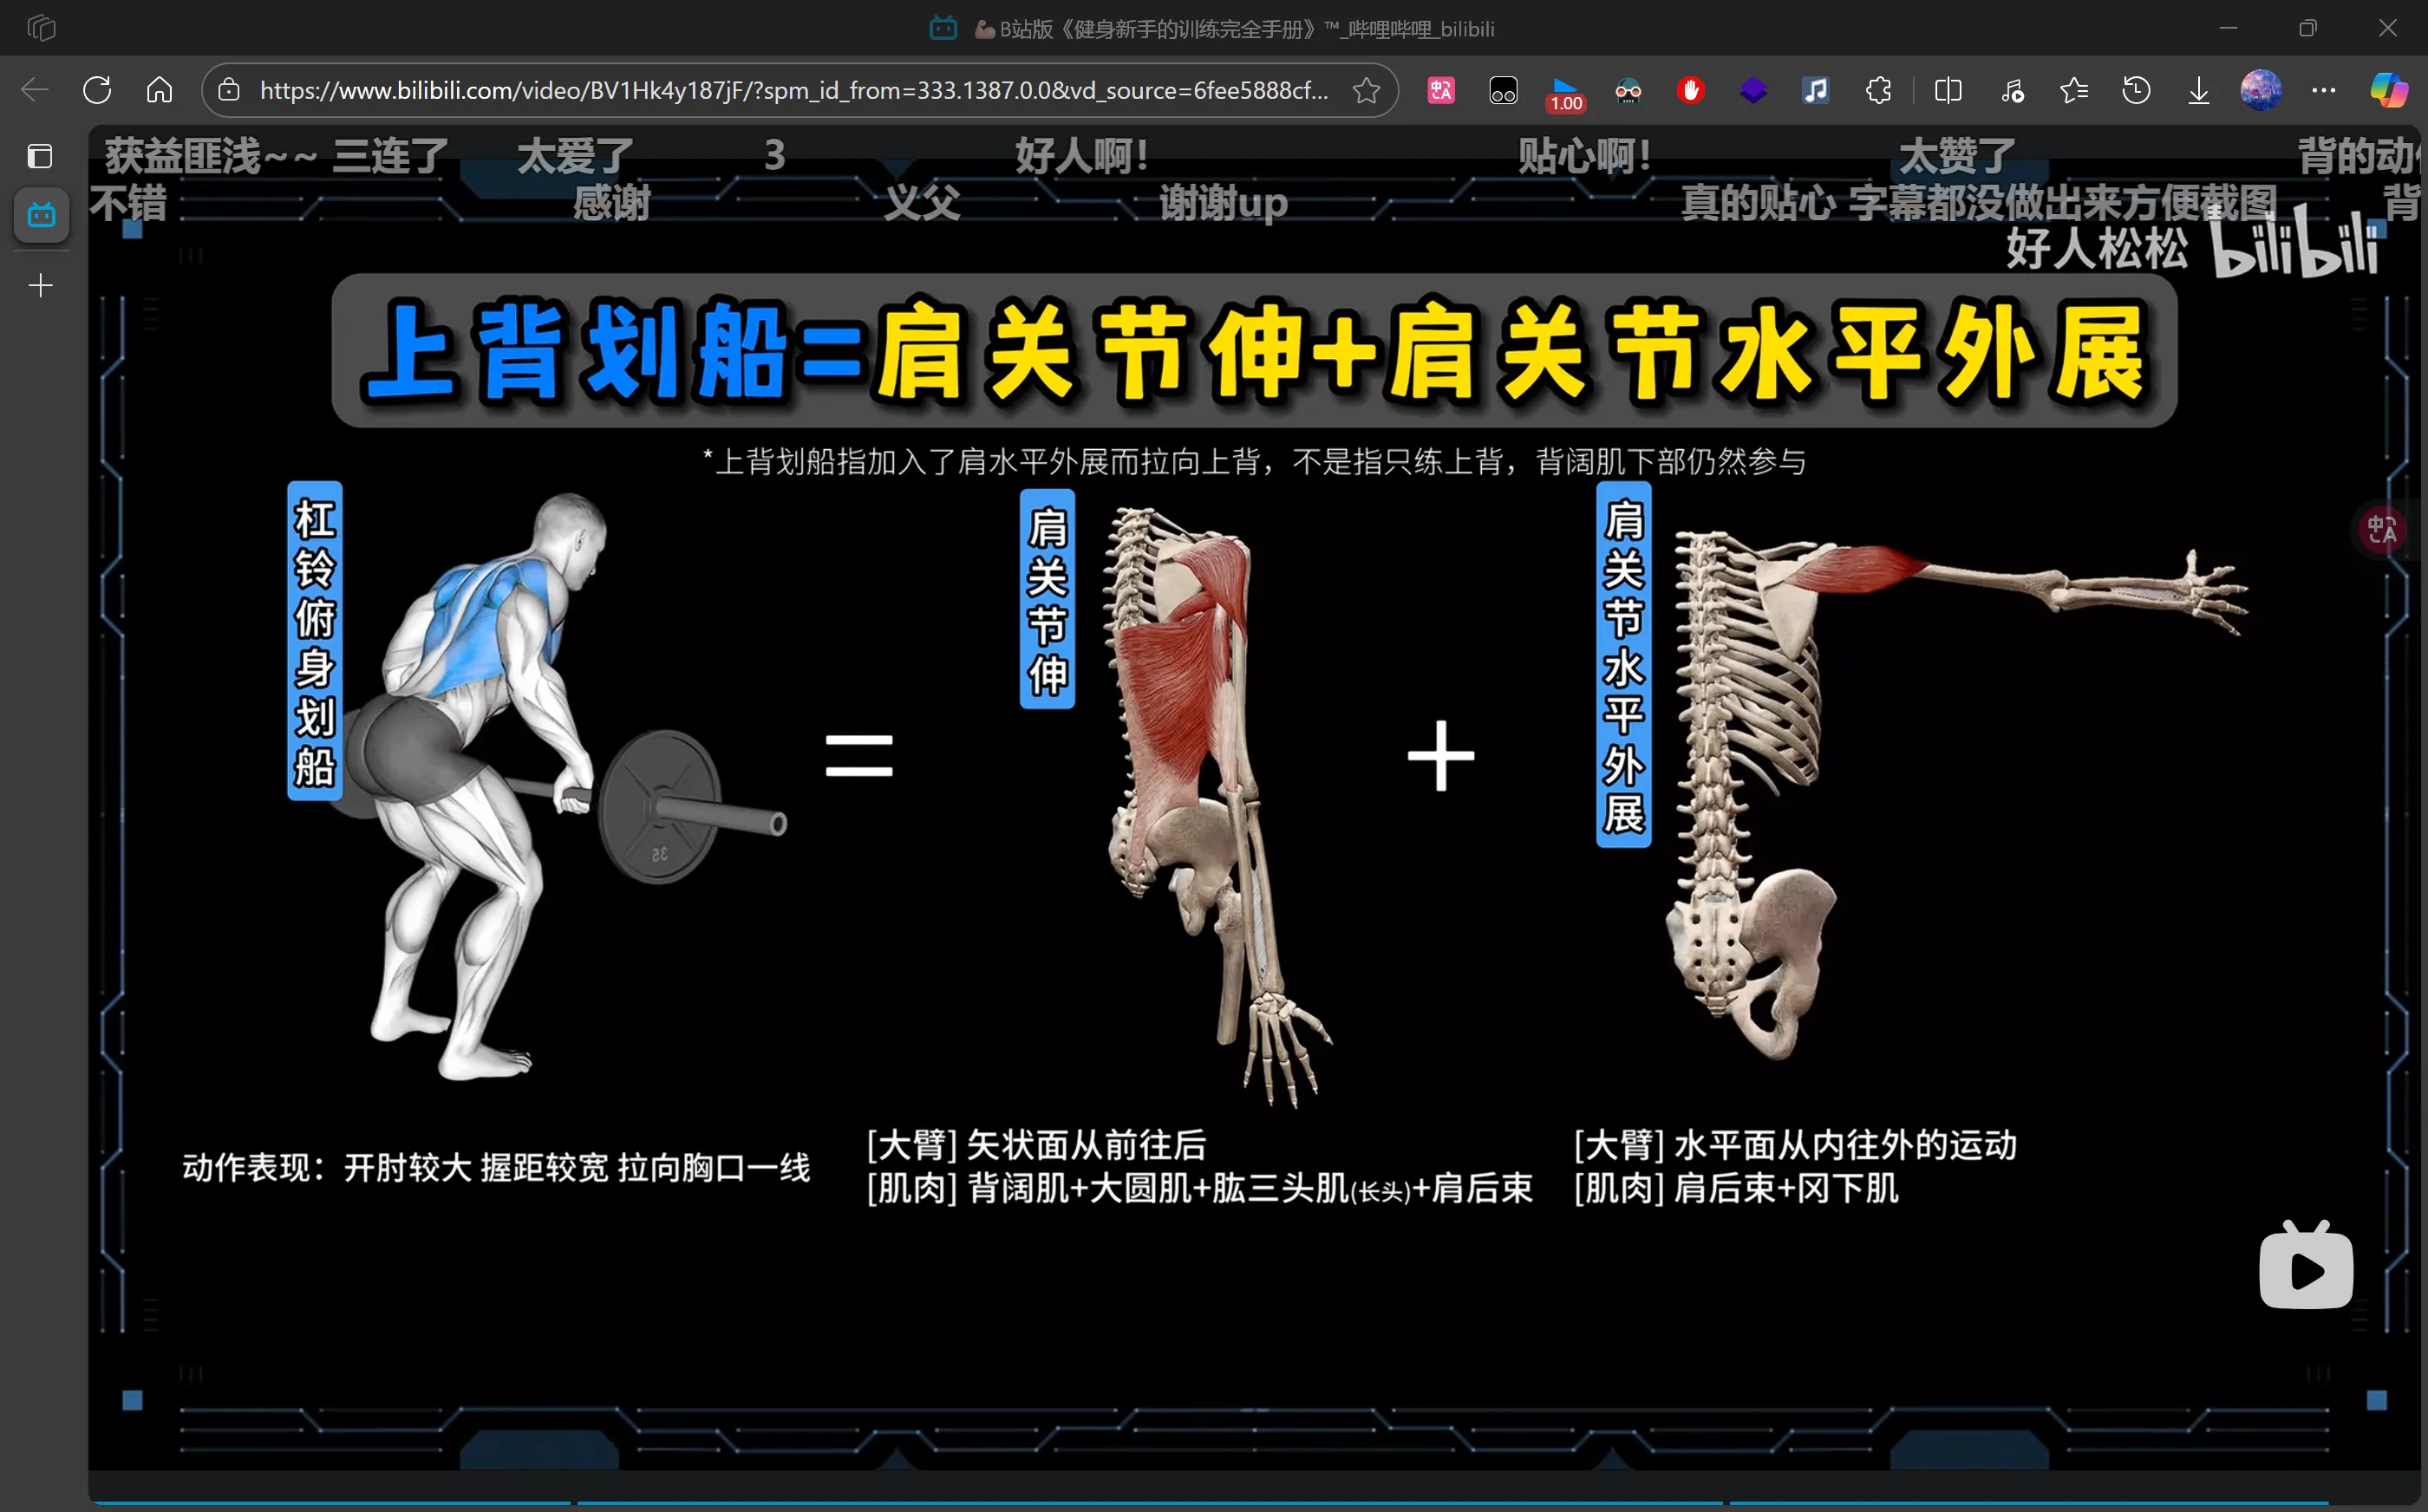 B站版《健身新手的训练完全手册》™_哔哩哔哩_bilibili
https://www.bilibili.com/video/BV1Hk4y187jF/?spm_id_from=333.1387.0.0&vd_source=6fee5888cf...
1.00
获益匪浅~~ 三连了 太爱了 3 好人啊！ 贴心啊！ 太赞了 背的动
不错 感谢 义父 谢谢up 真的贴心 字幕都没做出来方便截图 背
好人松松 bilibili
上背划船=肩关节伸+肩关节水平外展
*上背划船指加入了肩水平外展而拉向上背，不是指只练上背，背阔肌下部仍然参与
杠铃俯身划船
35
=
肩关节伸
+
肩关节水平外展
动作表现：开肘较大 握距较宽 拉向胸口一线
[大臂] 矢状面从前往后
[肌肉] 背阔肌+大圆肌+肱三头肌(长头)+肩后束
[大臂] 水平面从内往外的运动
[肌肉] 肩后束+冈下肌